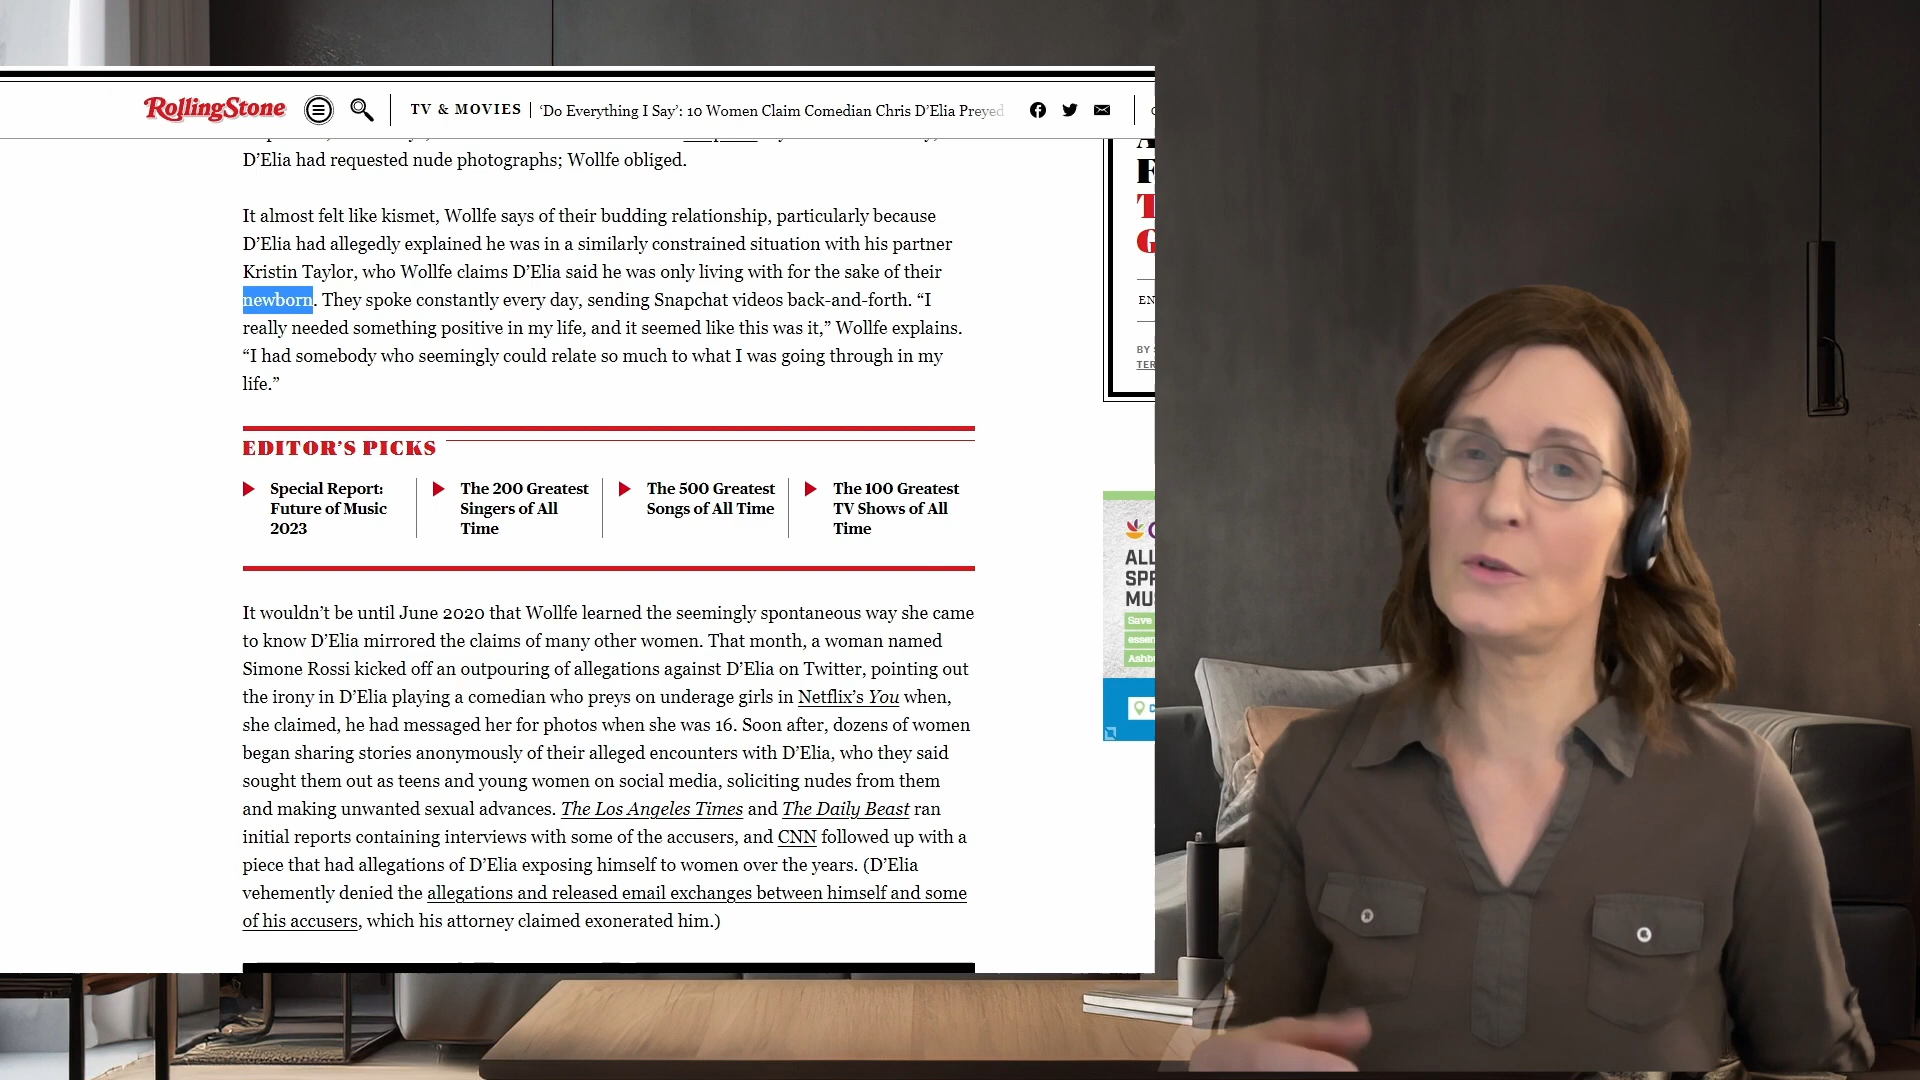 RollingStone
TV & MOVIES
‘Do Everything I Say’: 10 Women Claim Comedian Chris D’Elia Preyed
D’Elia had requested nude photographs; Wollfe obliged.
It almost felt like kismet, Wollfe says of their budding relationship, particularly because
D’Elia had allegedly explained he was in a similarly constrained situation with his partner
Kristin Taylor, who Wollfe claims D’Elia said he was only living with for the sake of their
newborn. They spoke constantly every day, sending Snapchat videos back-and-forth. “I
really needed something positive in my life, and it seemed like this was it,” Wollfe explains.
“I had somebody who seemingly could relate so much to what I was going through in my
life.”
EDITOR’S PICKS
Special Report:
Future of Music
2023
The 200 Greatest
Singers of All
Time
The 500 Greatest
Songs of All Time
The 100 Greatest
TV Shows of All
Time
It wouldn’t be until June 2020 that Wollfe learned the seemingly spontaneous way she came
to know D’Elia mirrored the claims of many other women. That month, a woman named
Simone Rossi kicked off an outpouring of allegations against D’Elia on Twitter, pointing out
the irony in D’Elia playing a comedian who preys on underage girls in Netflix’s You when,
she claimed, he had messaged her for photos when she was 16. Soon after, dozens of women
began sharing stories anonymously of their alleged encounters with D’Elia, who they said
sought them out as teens and young women on social media, soliciting nudes from them
and making unwanted sexual advances. The Los Angeles Times and The Daily Beast ran
initial reports containing interviews with some of the accusers, and CNN followed up with a
piece that had allegations of D’Elia exposing himself to women over the years. (D’Elia
vehemently denied the allegations and released email exchanges between himself and some
of his accusers, which his attorney claimed exonerated him.)
EN
BY
TER
ALL
SPR
MU
Save
essen
Ashb